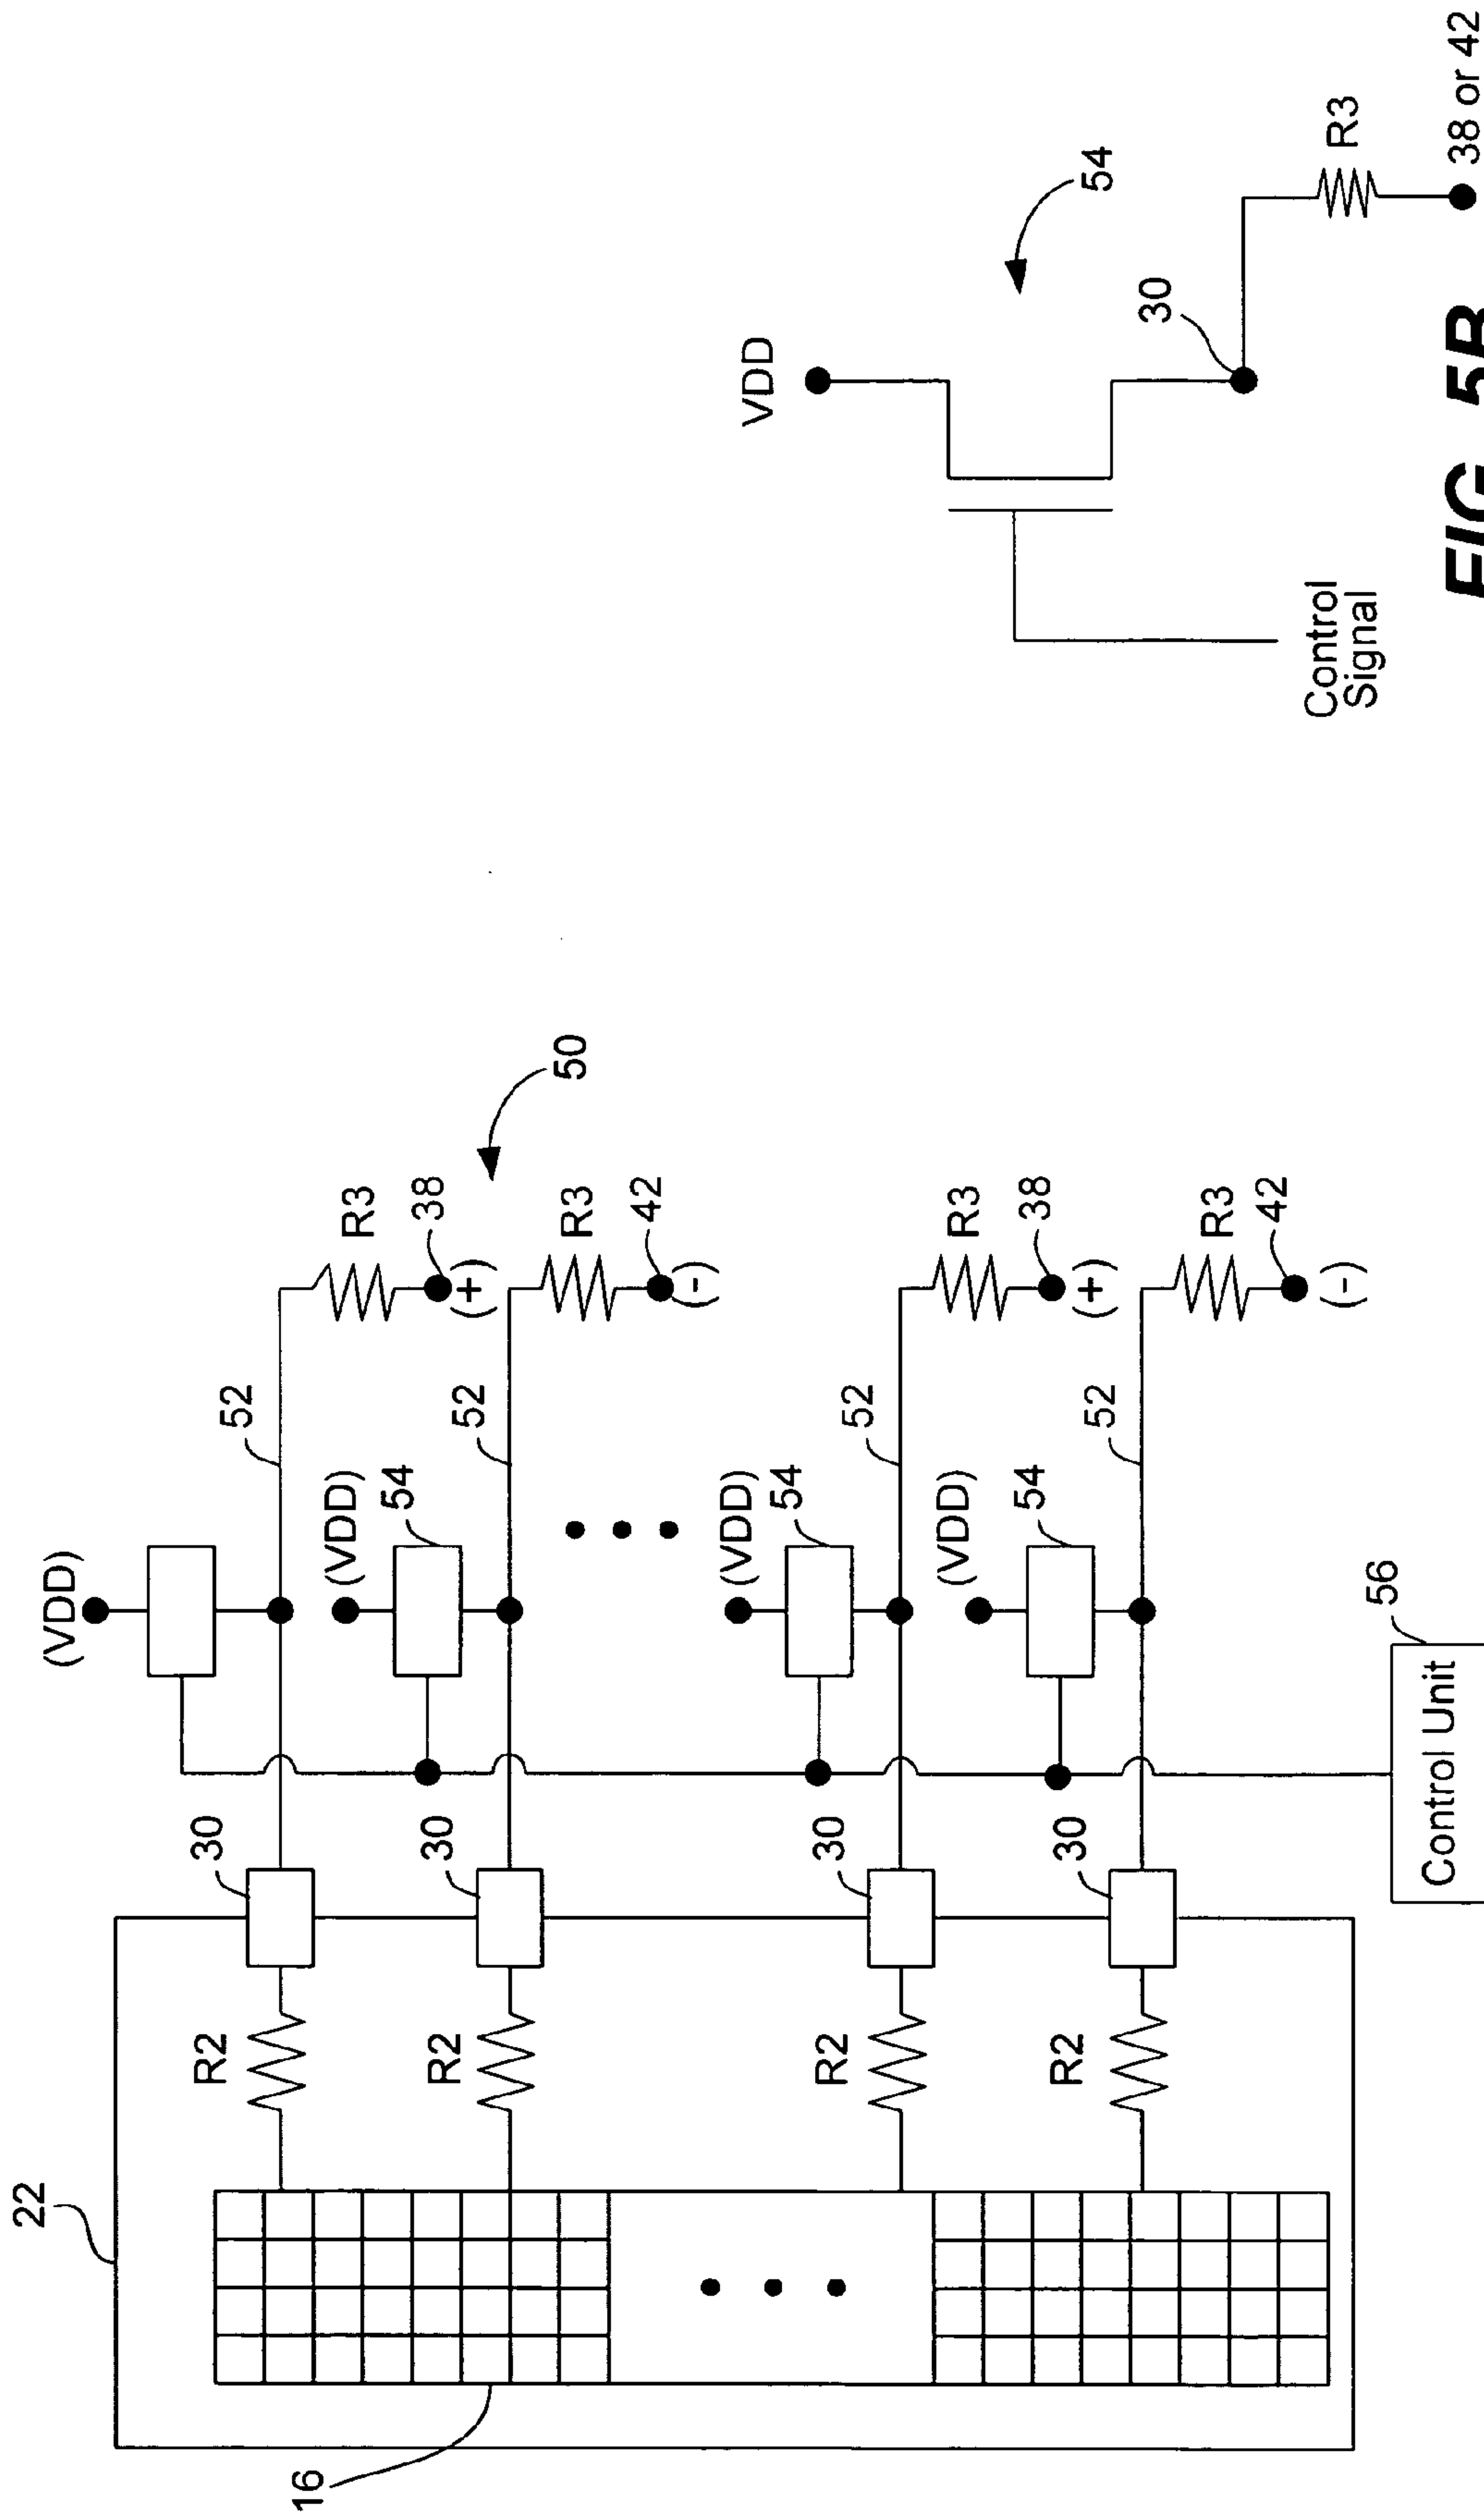 22
(VDD)
R2
30
52
16
(VDD)
R3
54
38
(+)
R2
30
52
50
R3
42
(-)
(VDD)
54
R2
30
52
R3
38
(+)
(VDD)
54
R2
30
52
R3
42
(-)
56
Control Unit
VDD
54
30
R3
Control
Signal
38 or 42
FIG 5B